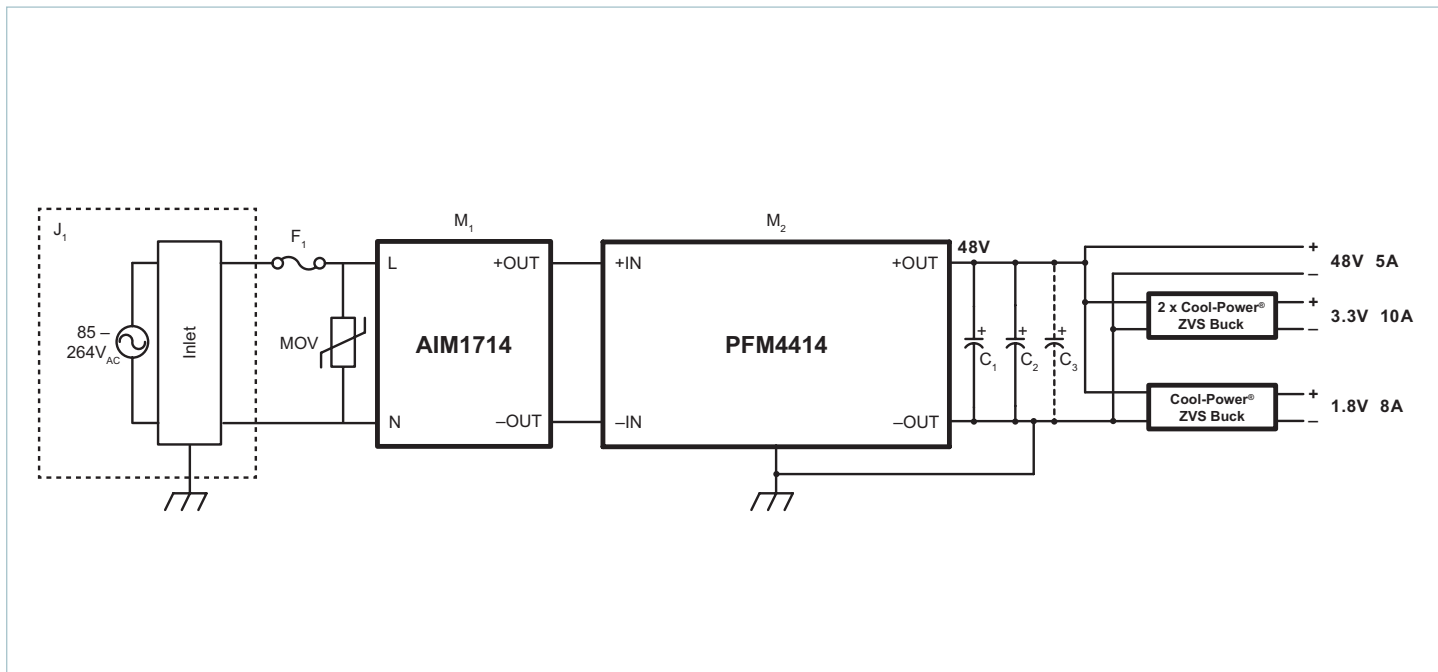 J1
85 –
264VAC
Inlet
F1
MOV
M1
L
N
+OUT
–OUT
AIM1714
M2
+IN
–IN
+OUT
–OUT
PFM4414
48V
+
C1
+
C2
+
C3
+
–
48V 5A
2 x Cool-Power®
ZVS Buck
+
–
3.3V 10A
Cool-Power®
ZVS Buck
+
–
1.8V 8A